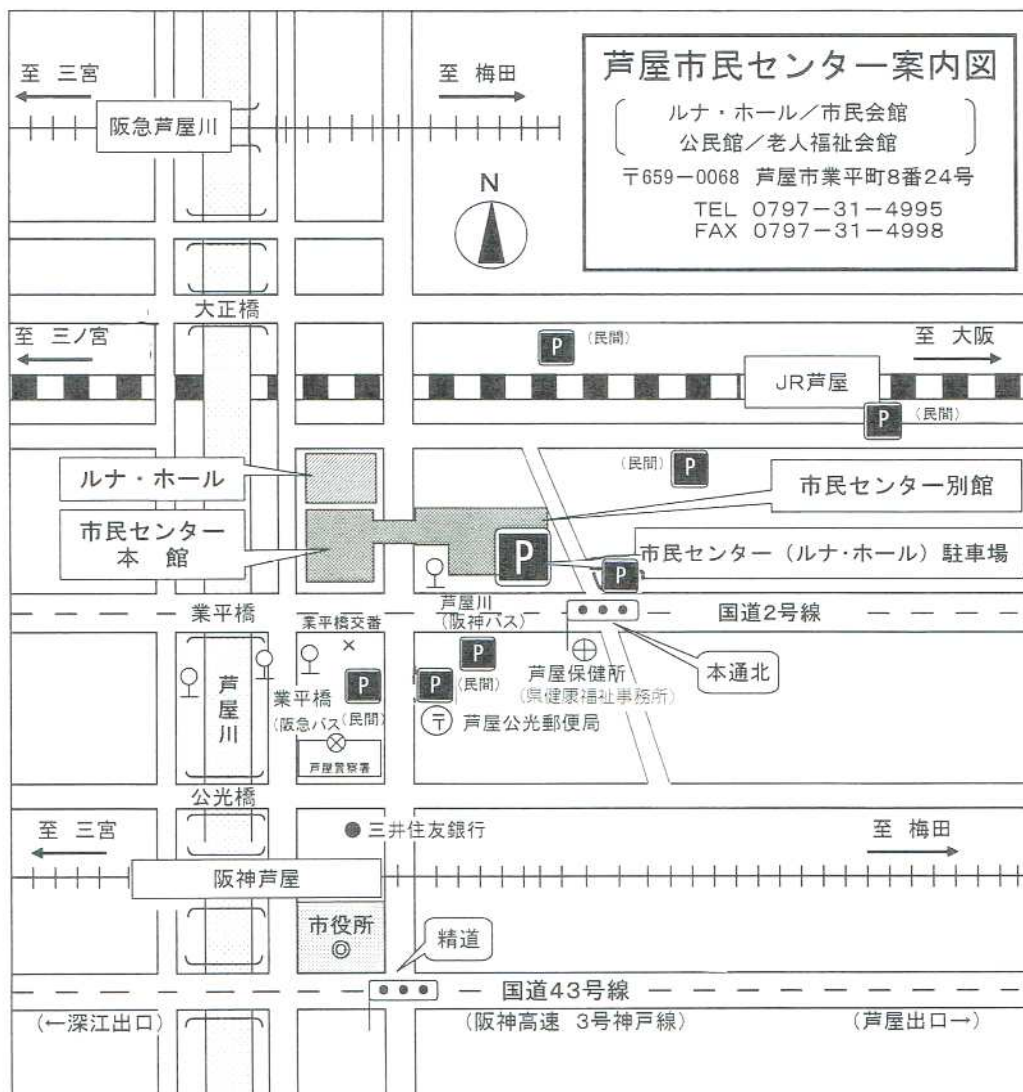 芦屋市民センター案内図
ルナ・ホール/市民会館
公民館/老人福祉会館
〒659-0068 芦屋市業平町8番24号
TEL 0797-31-4995
FAX 0797-31-4998
至 三宮
至 梅田
阪急芦屋川
N
大正橋
至 三ノ宮
P
(民間)
至 大阪
JR芦屋
P
(民間)
ルナ・ホール
(民間)
P
市民センター別館
市民センター
本 館
P
市民センター(ルナ・ホール)駐車場
P
業平橋
芦屋川
(阪神バス)
国道2号線
業平橋交番
本通北
芦屋川
業平橋
(阪急バス)
P
(民間)
P
P
(民間)
芦屋保健所
(県健康福祉事務所)
〒
芦屋公光郵便局
芦屋警察署
公光橋
至 三宮
三井住友銀行
至 梅田
阪神芦屋
市役所
精道
国道43号線
(←深江出口)
(阪神高速 3号神戸線)
(芦屋出口→)